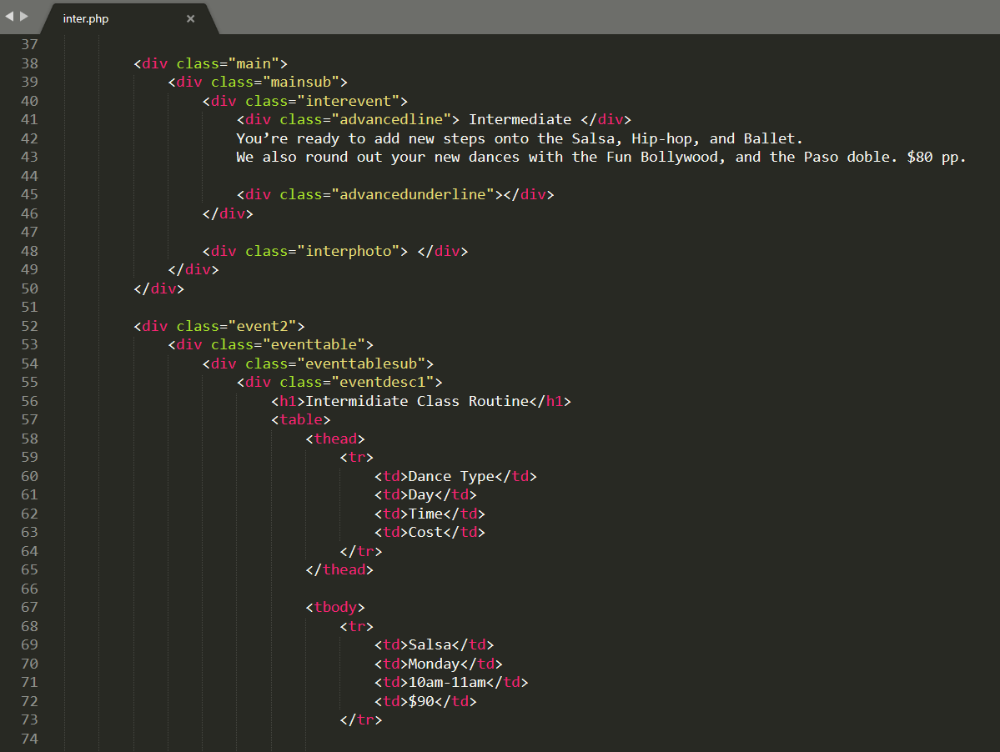 inter.php
37
38 <div class="main">
39 <div class="mainsub">
40 <div class="interevent">
41 <div class="advancedline"> Intermediate </div>
42 You’re ready to add new steps onto the Salsa, Hip-hop, and Ballet.
43 We also round out your new dances with the Fun Bollywood, and the Paso doble. $80 pp.
44
45 <div class="advancedunderline"></div>
46 </div>
47
48 <div class="interphoto"> </div>
49 </div>
50 </div>
51
52 <div class="event2">
53 <div class="eventtable">
54 <div class="eventtablesub">
55 <div class="eventdesc1">
56 <h1>Intermidiate Class Routine</h1>
57 <table>
58 <thead>
59 <tr>
60 <td>Dance Type</td>
61 <td>Day</td>
62 <td>Time</td>
63 <td>Cost</td>
64 </tr>
65 </thead>
66
67 <tbody>
68 <tr>
69 <td>Salsa</td>
70 <td>Monday</td>
71 <td>10am-11am</td>
72 <td>$90</td>
73 </tr>
74